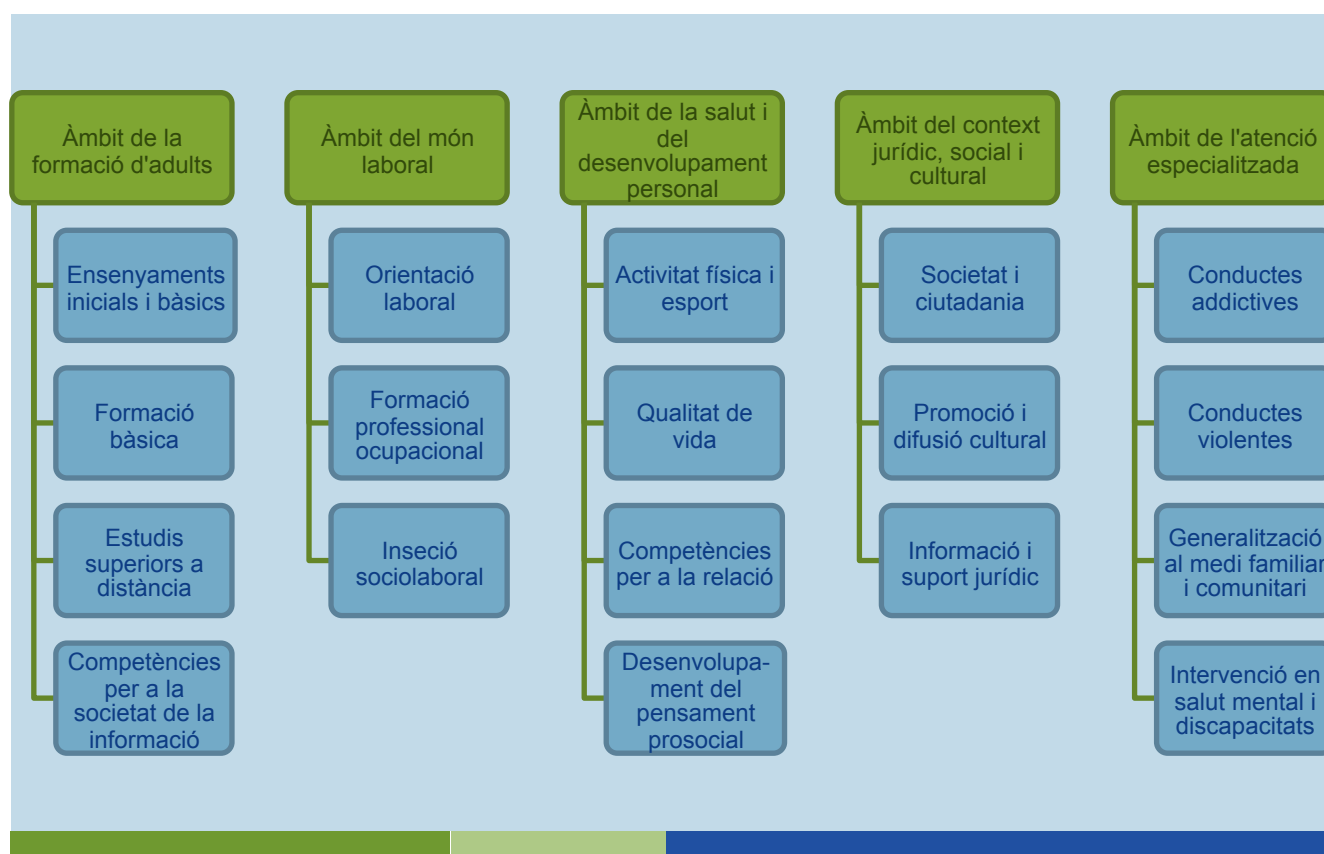 Àmbit de la
formació d'adults
Ensenyaments
inicials i bàsics
Formació
bàsica
Estudis
superiors a
distància
Competències
per a la
societat de la
informació
Àmbit del món
laboral
Orientació
laboral
Formació
professional
ocupacional
Inseció
sociolaboral
Àmbit de la salut i
del
desenvolupament
personal
Activitat física i
esport
Qualitat de
vida
Competències
per a la relació
Desenvolupa-
ment del
pensament
prosocial
Àmbit del context
jurídic, social i
cultural
Societat i
ciutadania
Promoció i
difusió cultural
Informació i
suport jurídic
Àmbit de l'atenció
especialitzada
Conductes
addictives
Conductes
violentes
Generalització
al medi familiar
i comunitari
Intervenció en
salut mental i
discapacitats